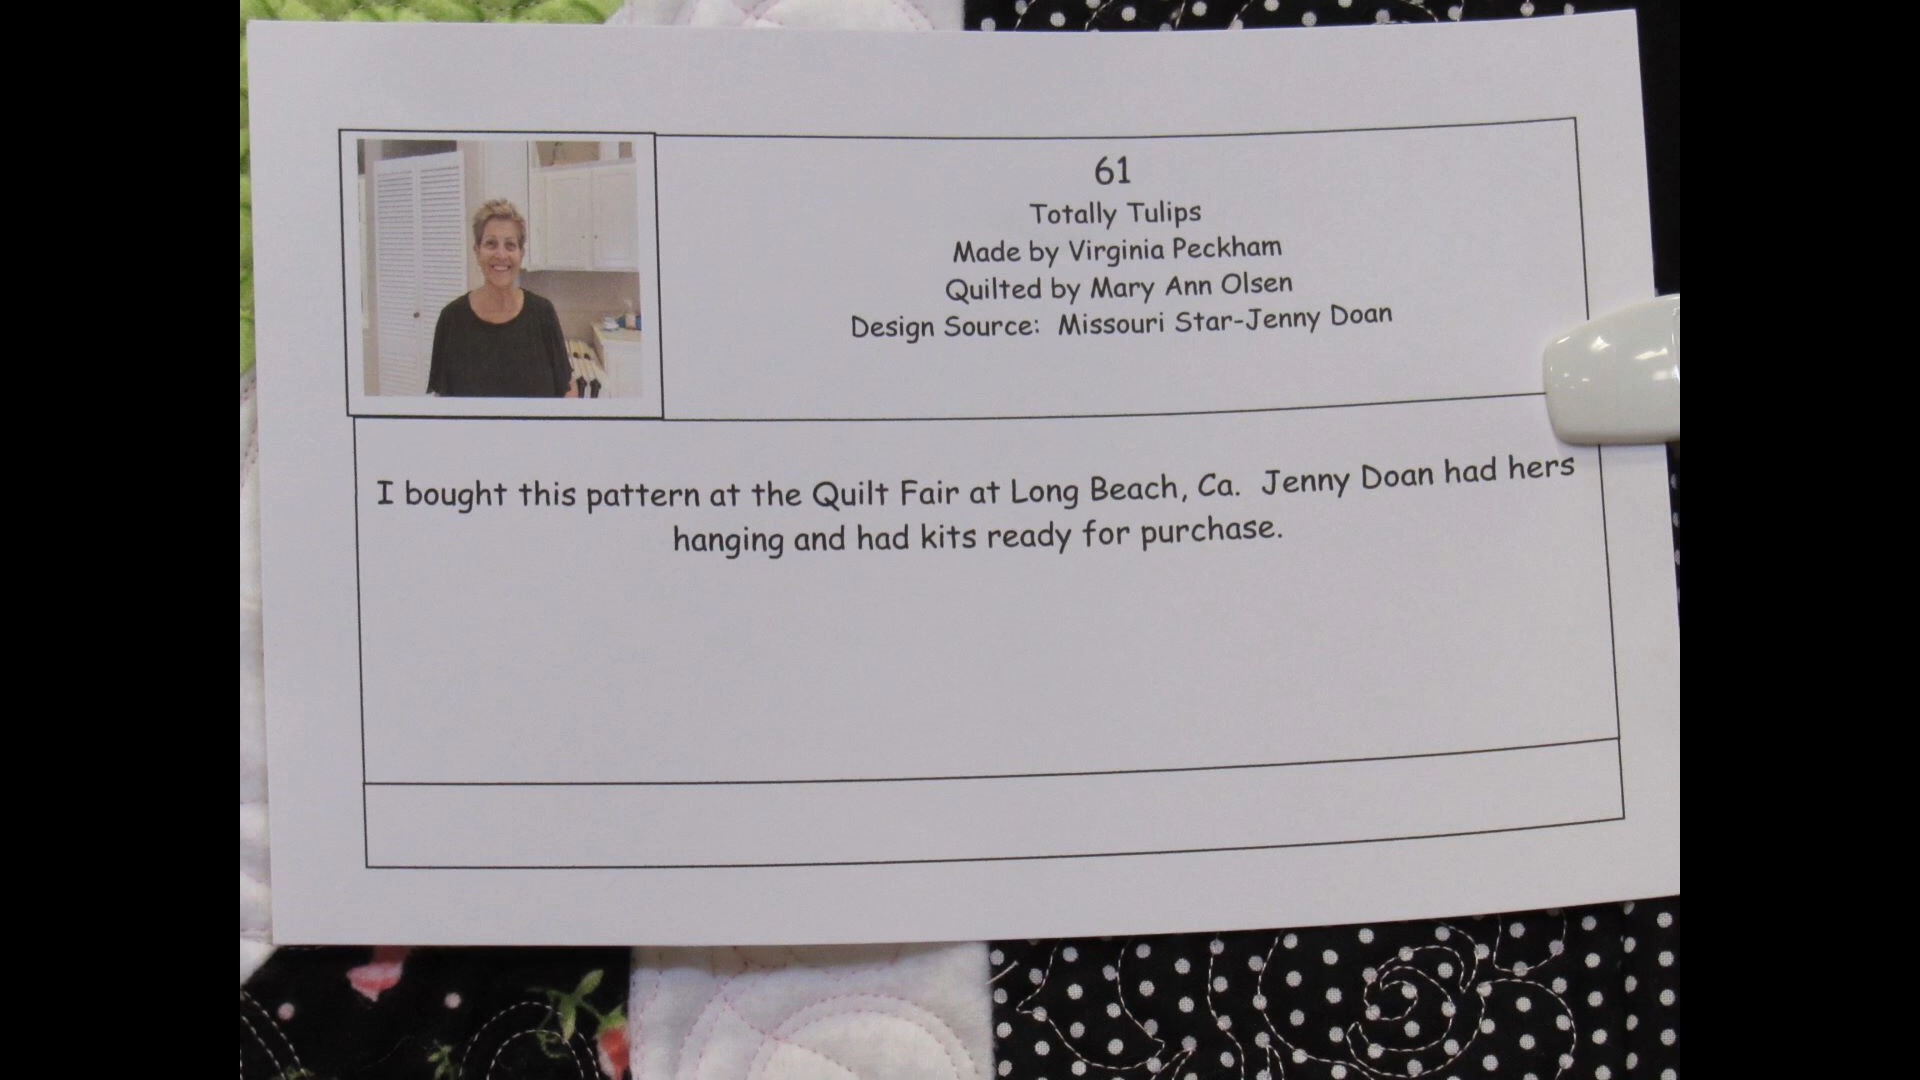 61
Totally Tulips
Made by Virginia Peckham
Quilted by Mary Ann Olsen
Design Source:  Missouri Star-Jenny Doan
I bought this pattern at the Quilt Fair at Long Beach, Ca.  Jenny Doan had hers
hanging and had kits ready for purchase.